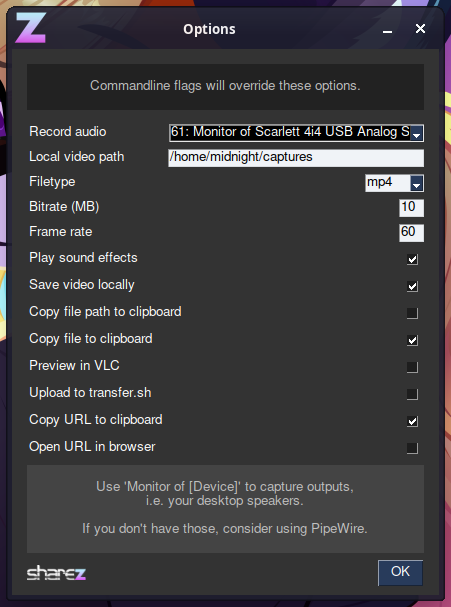 Z
Options
Commandline flags will override these options.
Record audio
61: Monitor of Scarlett 4i4 USB Analog S
Local video path
/home/midnight/captures
Filetype
mp4
Bitrate (MB)
10
Frame rate
60
Play sound effects
Save video locally
Copy file path to clipboard
Copy file to clipboard
Preview in VLC
Upload to transfer.sh
Copy URL to clipboard
Open URL in browser
Use 'Monitor of [Device]' to capture outputs,
i.e. your desktop speakers.
If you don't have those, consider using PipeWire.
sharez
OK